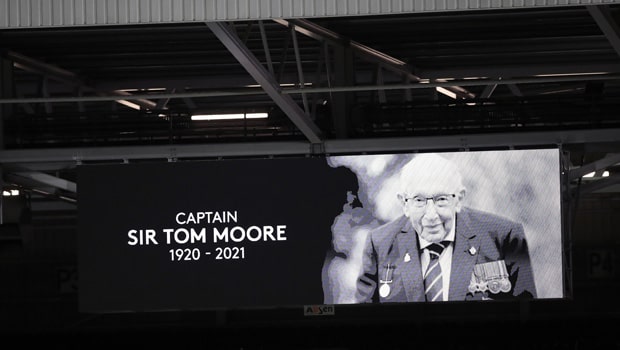 CAPTAIN
SIR TOM MOORE
1920 - 2021